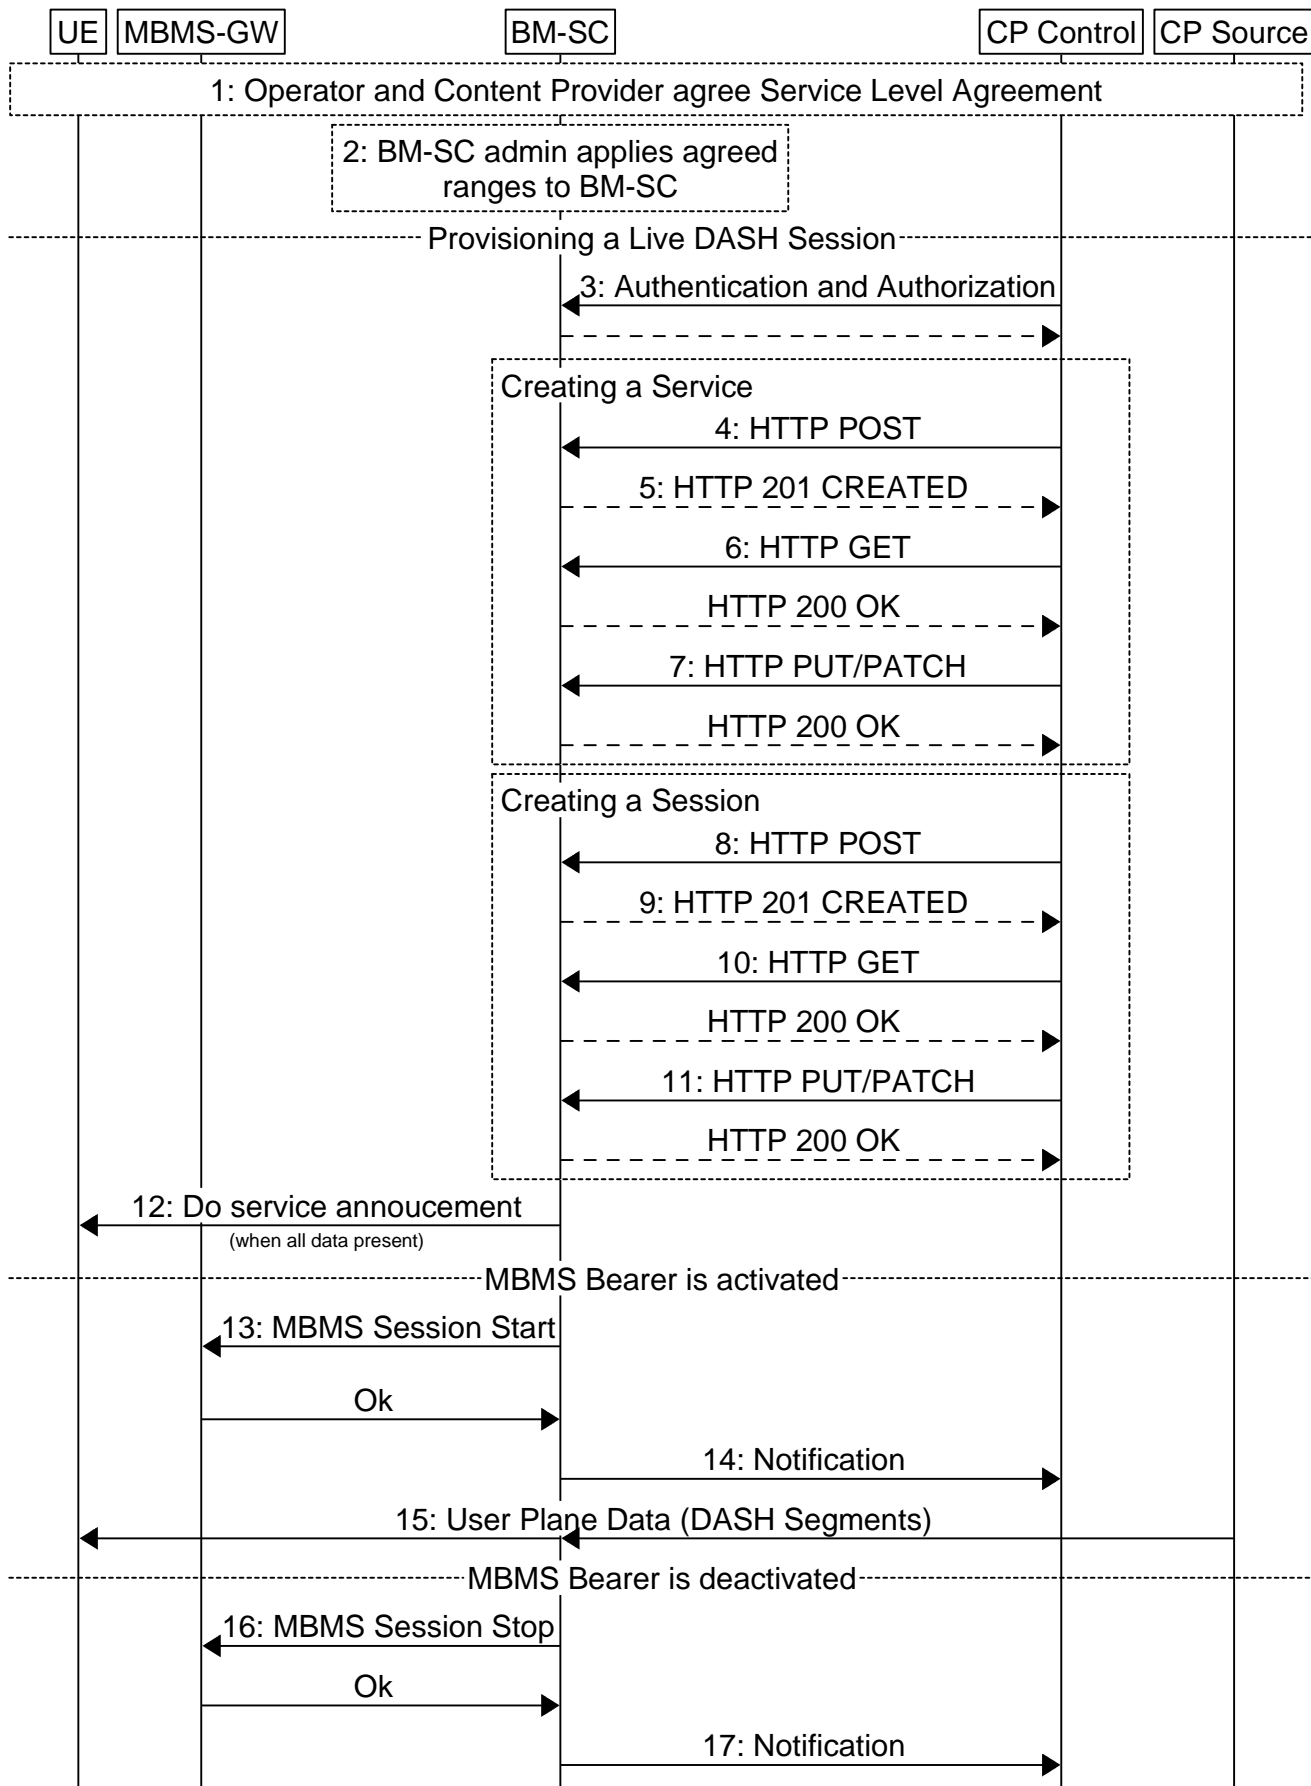 UE
MBMS-GW
BM-SC
CP Control
CP Source
1: Operator and Content Provider agree Service Level Agreement
2: BM-SC admin applies agreed
ranges to BM-SC
Provisioning a Live DASH Session
3: Authentication and Authorization
Creating a Service
4: HTTP POST
5: HTTP 201 CREATED
6: HTTP GET
HTTP 200 OK
7: HTTP PUT/PATCH
HTTP 200 OK
Creating a Session
8: HTTP POST
9: HTTP 201 CREATED
10: HTTP GET
HTTP 200 OK
11: HTTP PUT/PATCH
HTTP 200 OK
12: Do service annoucement
(when all data present)
MBMS Bearer is activated
13: MBMS Session Start
Ok
14: Notification
15: User Plane Data (DASH Segments)
MBMS Bearer is deactivated
16: MBMS Session Stop
Ok
17: Notification